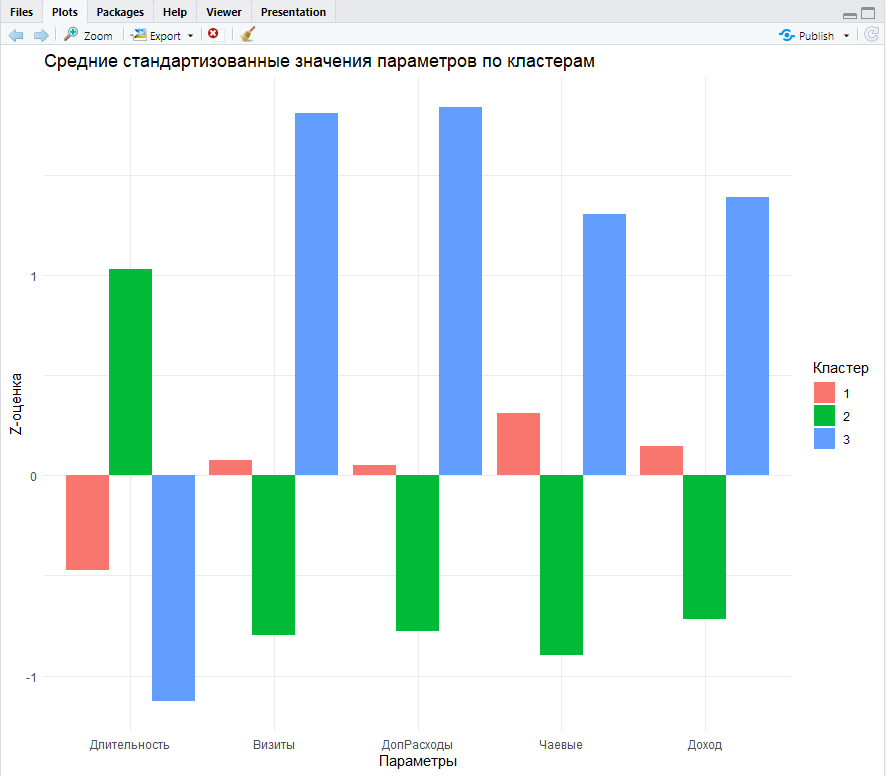 Files Plots Packages Help Viewer Presentation
Zoom Export Publish
Средние стандартизованные значения параметров по кластерам
1
0
-1
Z-оценка
Длительность Визиты ДопРасходы Чаевые Доход
Параметры
Кластер
1
2
3